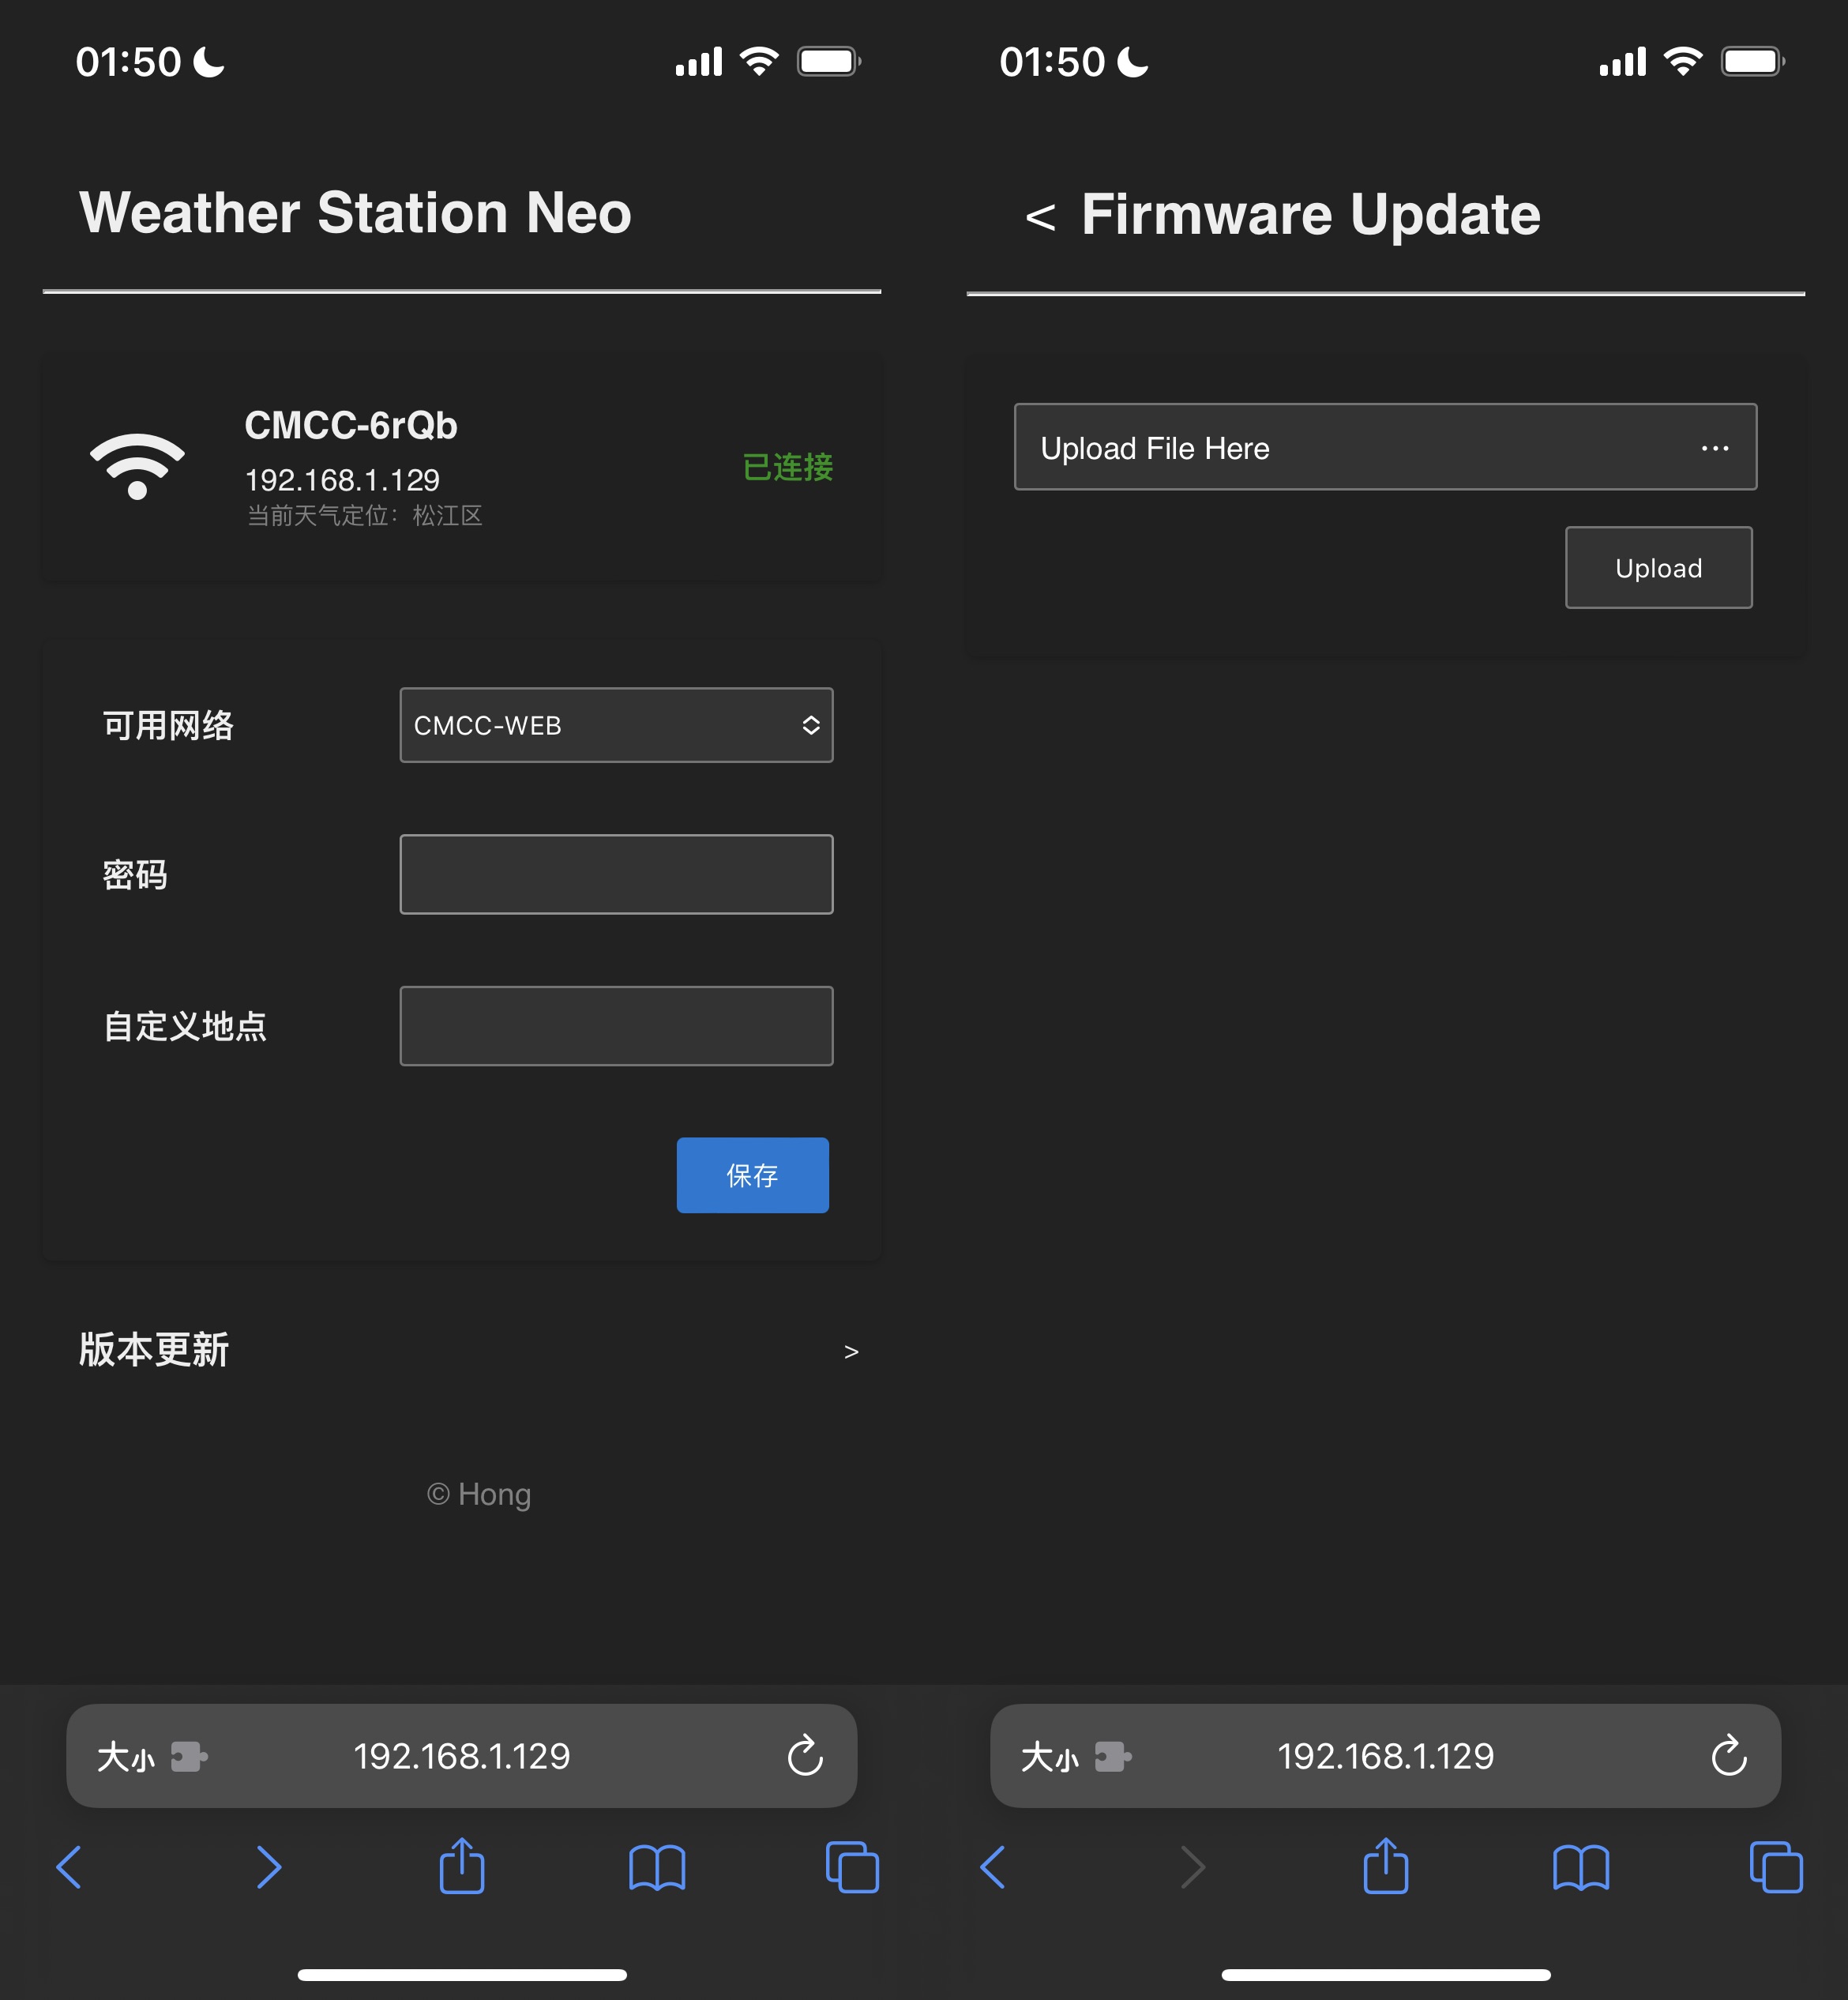 01:50
Weather Station Neo
CMCC-6rQb
192.168.1.129
当前天气定位：松江区
已连接
可用网络
CMCC-WEB
密码
自定义地点
保存
版本更新
>
© Hong
大小
192.168.1.129
01:50
< Firmware Update
Upload File Here
...
Upload
大小
192.168.1.129